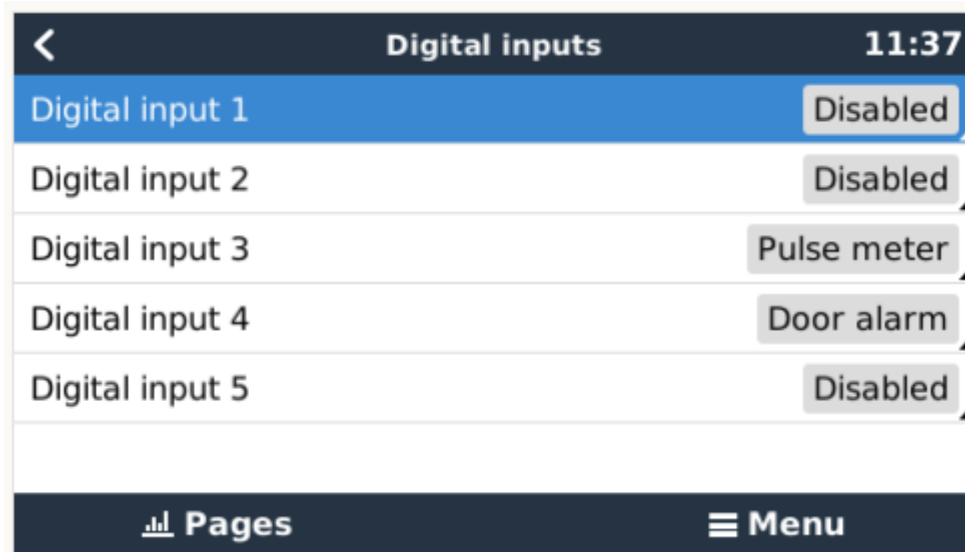 Digital inputs 11:37
Digital input 1 Disabled
Digital input 2 Disabled
Digital input 3 Pulse meter
Digital input 4 Door alarm
Digital input 5 Disabled
Pages Menu